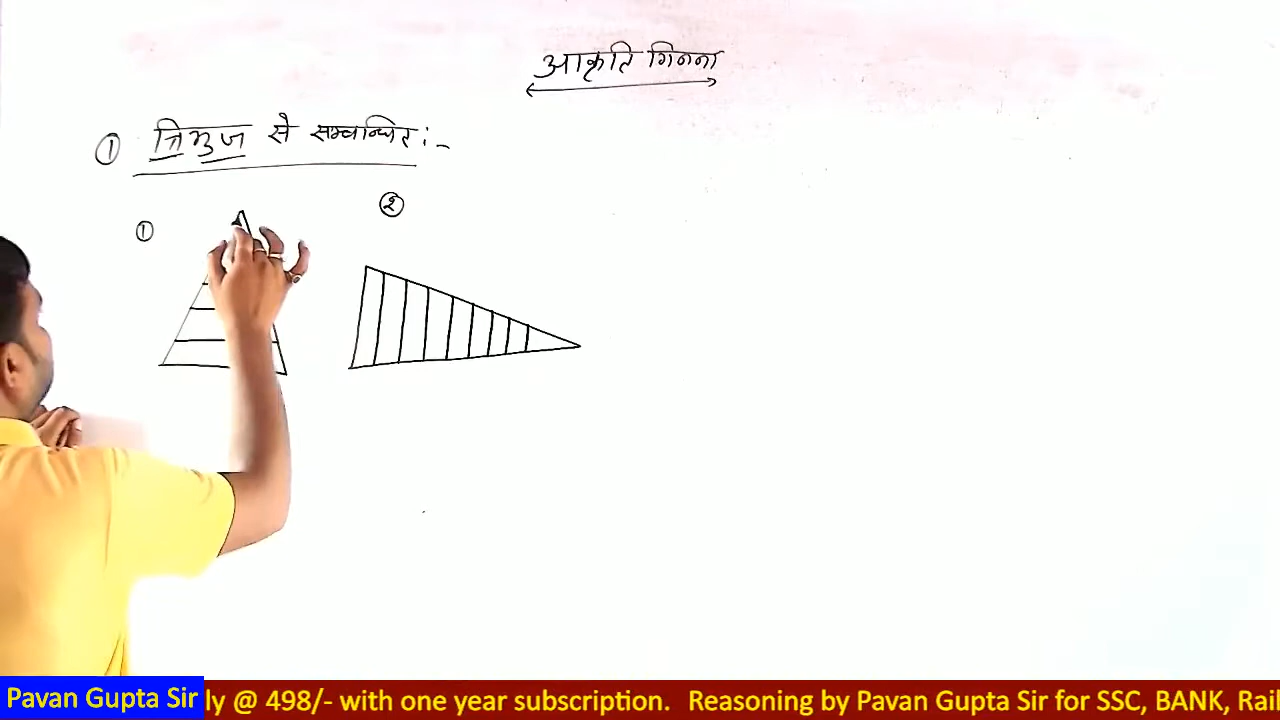 आकृति गिनना
① त्रिभुज से सम्बन्धित :-
①
②
Pavan Gupta Sir
ly @ 498/- with one year subscription. Reasoning by Pavan Gupta Sir for SSC, BANK, Rail